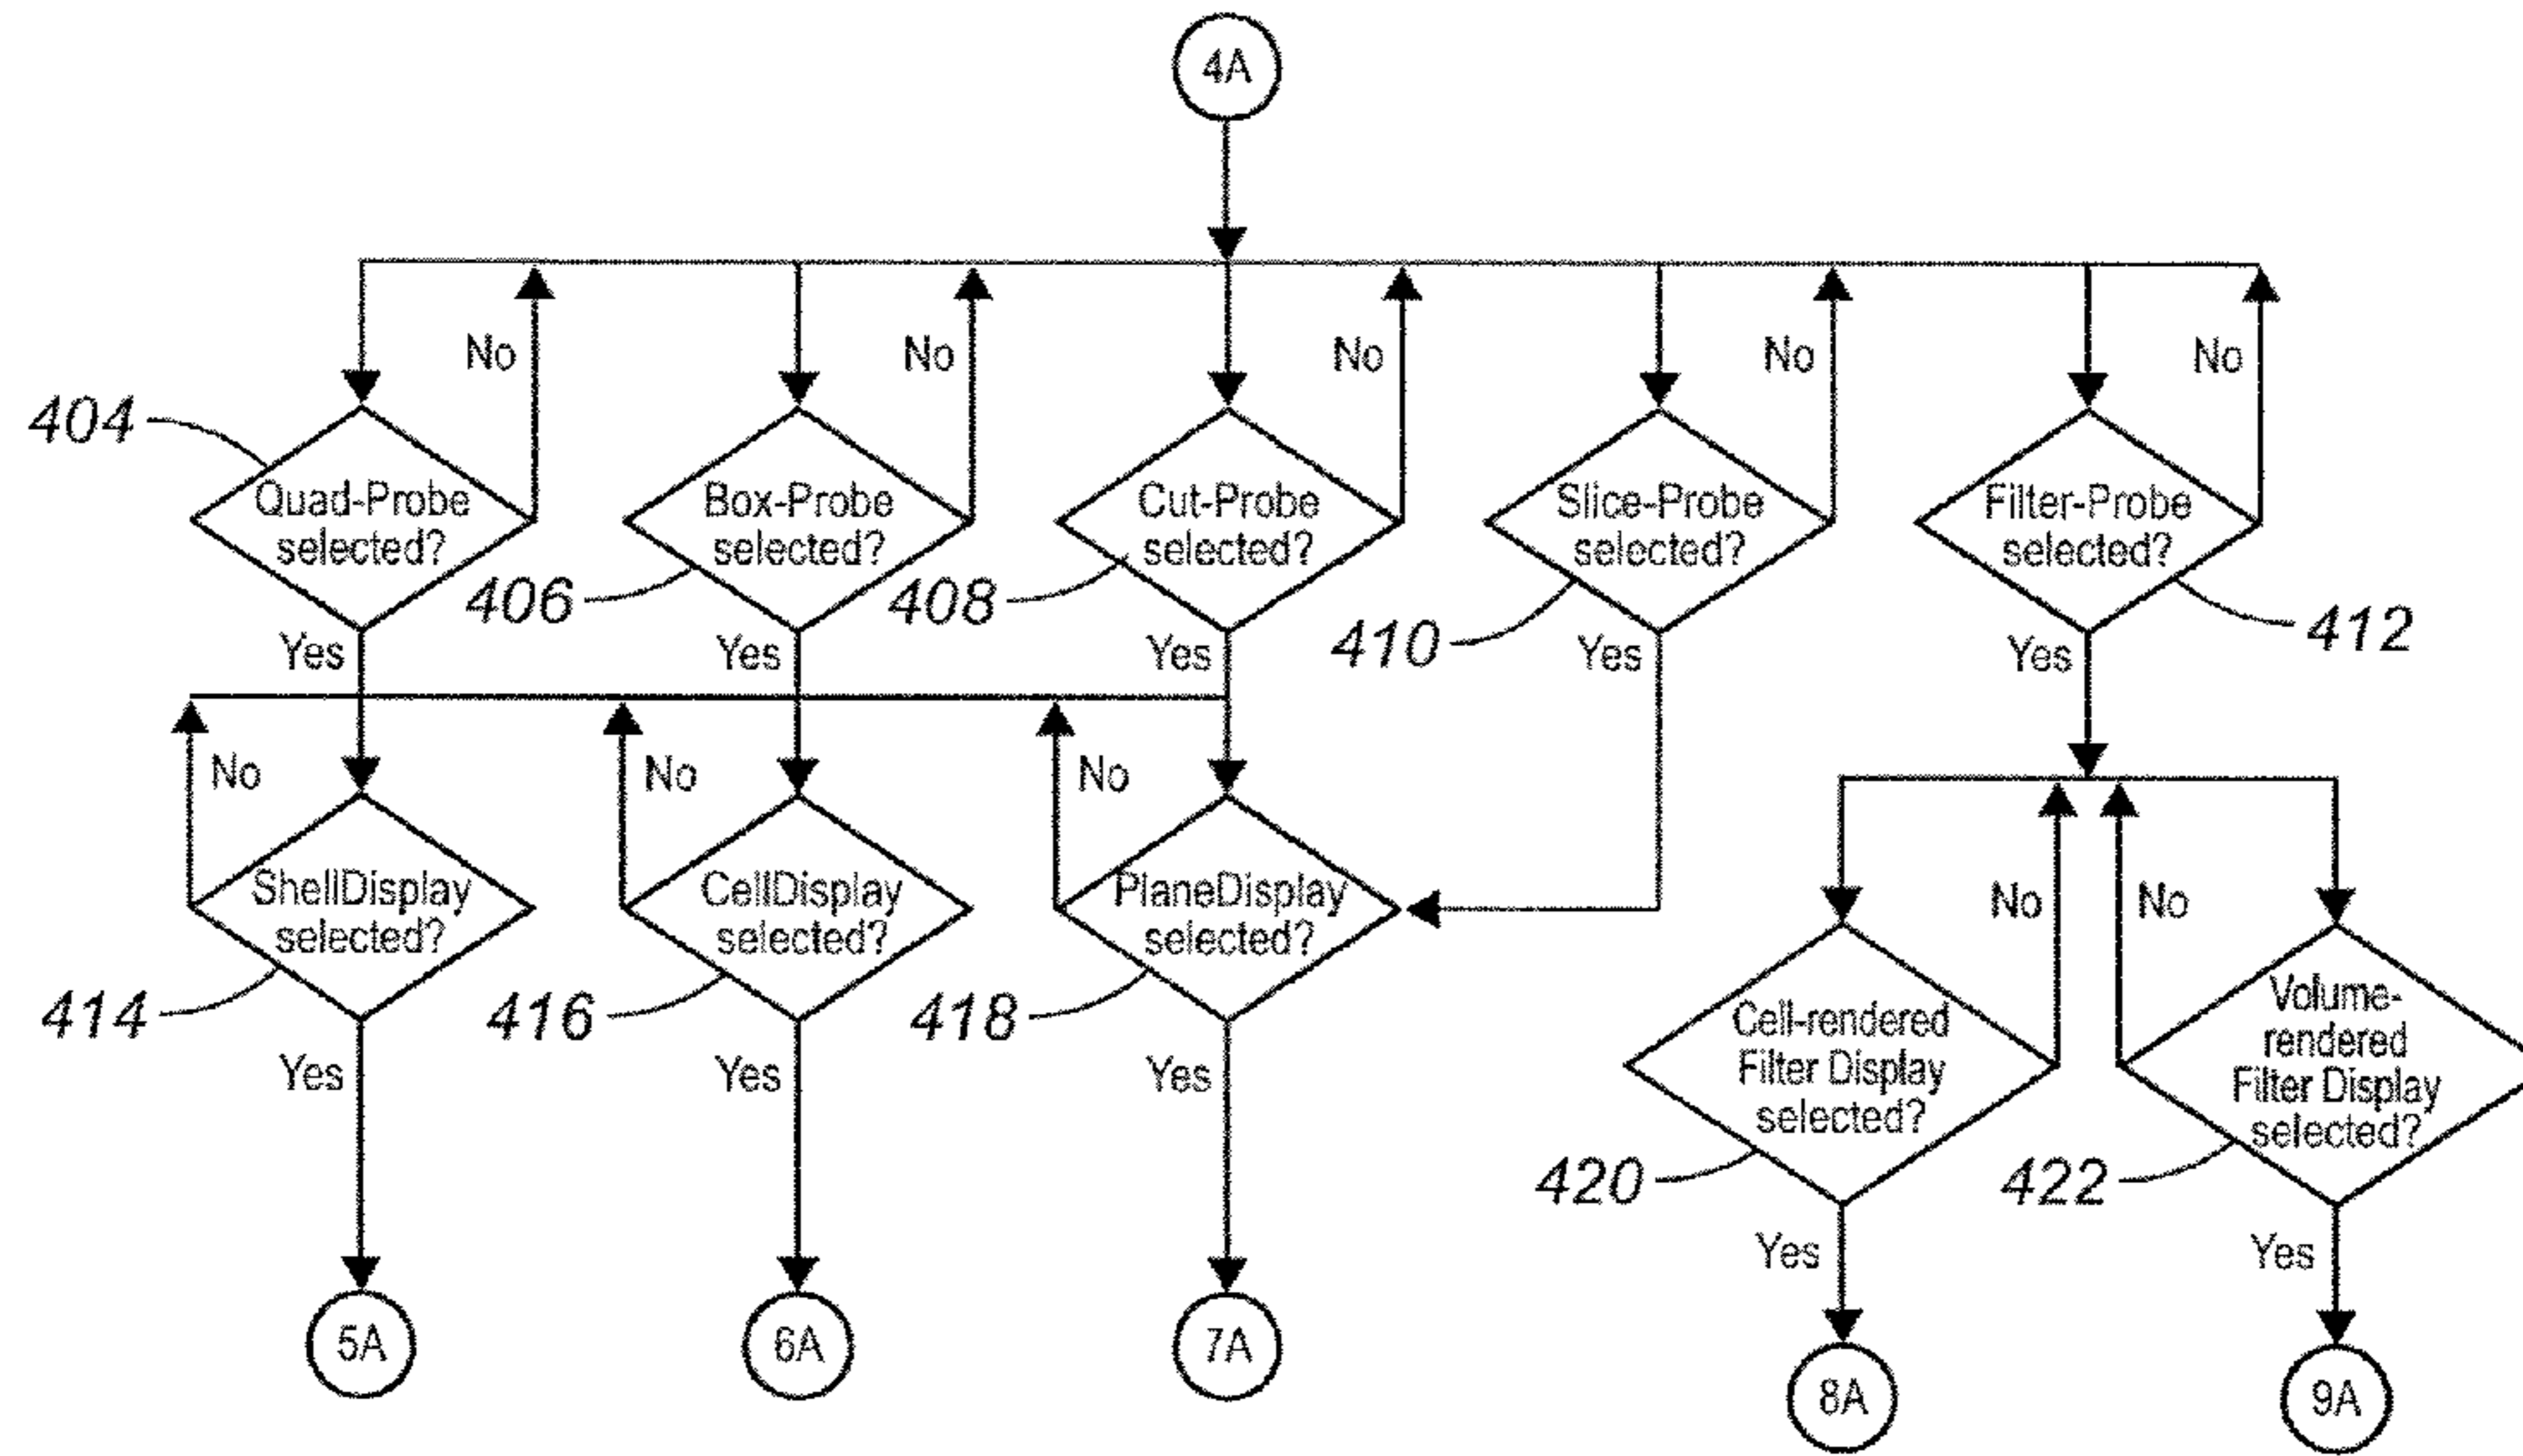 4A
No
No
No
No
No
404
Quad-Probe
selected?
Box-Probe
selected?
Cut-Probe
selected?
Slice-Probe
selected?
Filter-Probe
selected?
406
408
410
412
Yes
Yes
Yes
Yes
Yes
No
No
No
ShellDisplay
selected?
CellDisplay
selected?
PlaneDisplay
selected?
No
No
414
416
418
Cell-rendered
Filter Display
selected?
Volume-
rendered
Filter Display
selected?
Yes
Yes
Yes
420
422
Yes
Yes
5A
6A
7A
8A
9A